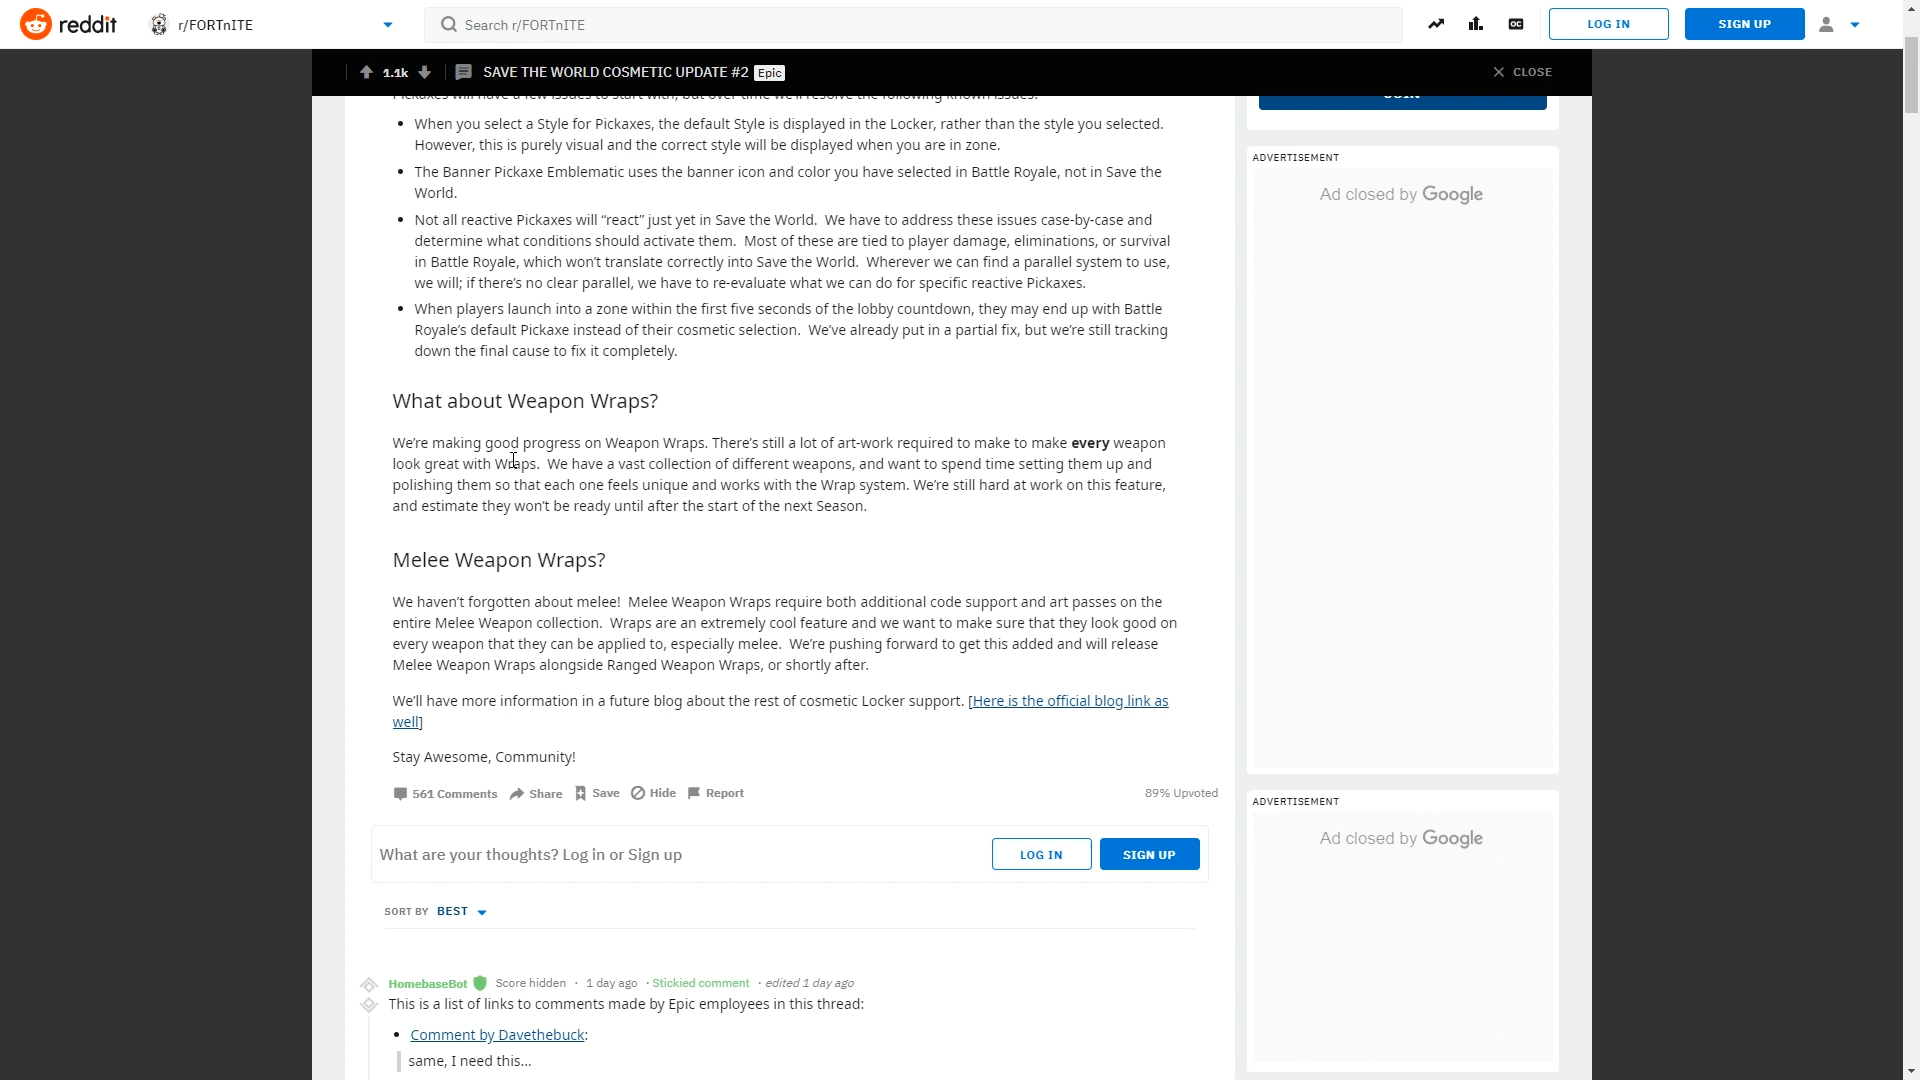 reddit
r/FORTnITE
Search r/FORTnITE
LOG IN
SIGN UP
1.1k
SAVE THE WORLD COSMETIC UPDATE #2 Epic
CLOSE
Pickaxes will have a few issues to start with, but over time we'll resolve the following known issues:
When you select a Style for Pickaxes, the default Style is displayed in the Locker, rather than the style you selected.
However, this is purely visual and the correct style will be displayed when you are in zone.
The Banner Pickaxe Emblematic uses the banner icon and color you have selected in Battle Royale, not in Save the
World.
Not all reactive Pickaxes will “react” just yet in Save the World.  We have to address these issues case-by-case and
determine what conditions should activate them.  Most of these are tied to player damage, eliminations, or survival
in Battle Royale, which won’t translate correctly into Save the World.  Wherever we can find a parallel system to use,
we will; if there’s no clear parallel, we have to re-evaluate what we can do for specific reactive Pickaxes.
When players launch into a zone within the first five seconds of the lobby countdown, they may end up with Battle
Royale’s default Pickaxe instead of their cosmetic selection.  We’ve already put in a partial fix, but we’re still tracking
down the final cause to fix it completely.
What about Weapon Wraps?
We’re making good progress on Weapon Wraps. There’s still a lot of art-work required to make to make every weapon
look great with Wraps.  We have a vast collection of different weapons, and want to spend time setting them up and
polishing them so that each one feels unique and works with the Wrap system. We’re still hard at work on this feature,
and estimate they won’t be ready until after the start of the next Season.
Melee Weapon Wraps?
We haven’t forgotten about melee!  Melee Weapon Wraps require both additional code support and art passes on the
entire Melee Weapon collection.  Wraps are an extremely cool feature and we want to make sure that they look good on
every weapon that they can be applied to, especially melee.  We’re pushing forward to get this added and will release
Melee Weapon Wraps alongside Ranged Weapon Wraps, or shortly after.
We’ll have more information in a future blog about the rest of cosmetic Locker support. [Here is the official blog link as
well]
Stay Awesome, Community!
561 Comments
Share
Save
Hide
Report
89% Upvoted
What are your thoughts? Log in or Sign up
LOG IN
SIGN UP
SORT BY BEST
HomebaseBot Score hidden · 1 day ago · Stickied comment · edited 1 day ago
This is a list of links to comments made by Epic employees in this thread:
Comment by Davethebuck:
same, I need this...
JOIN
ADVERTISEMENT
Ad closed by Google
ADVERTISEMENT
Ad closed by Google